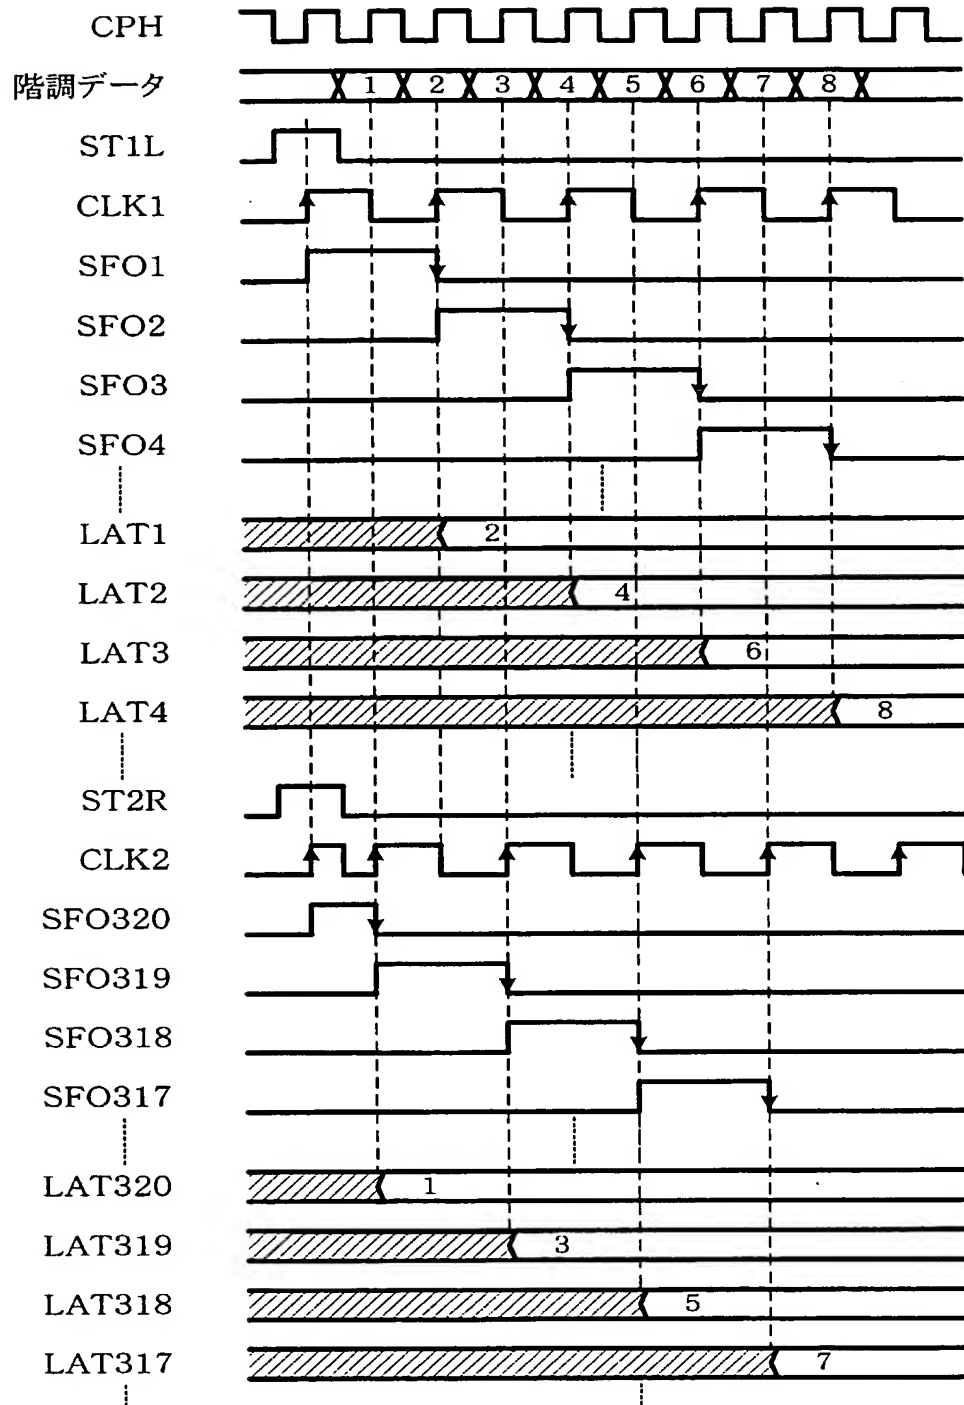 CPH
階調データ 1 2 3 4 5 6 7 8
ST1L
CLK1
SFO1
SFO2
SFO3
SFO4
LAT1 2
LAT2 4
LAT3 6
LAT4 8
ST2R
CLK2
SFO320
SFO319
SFO318
SFO317
LAT320 1
LAT319 3
LAT318 5
LAT317 7